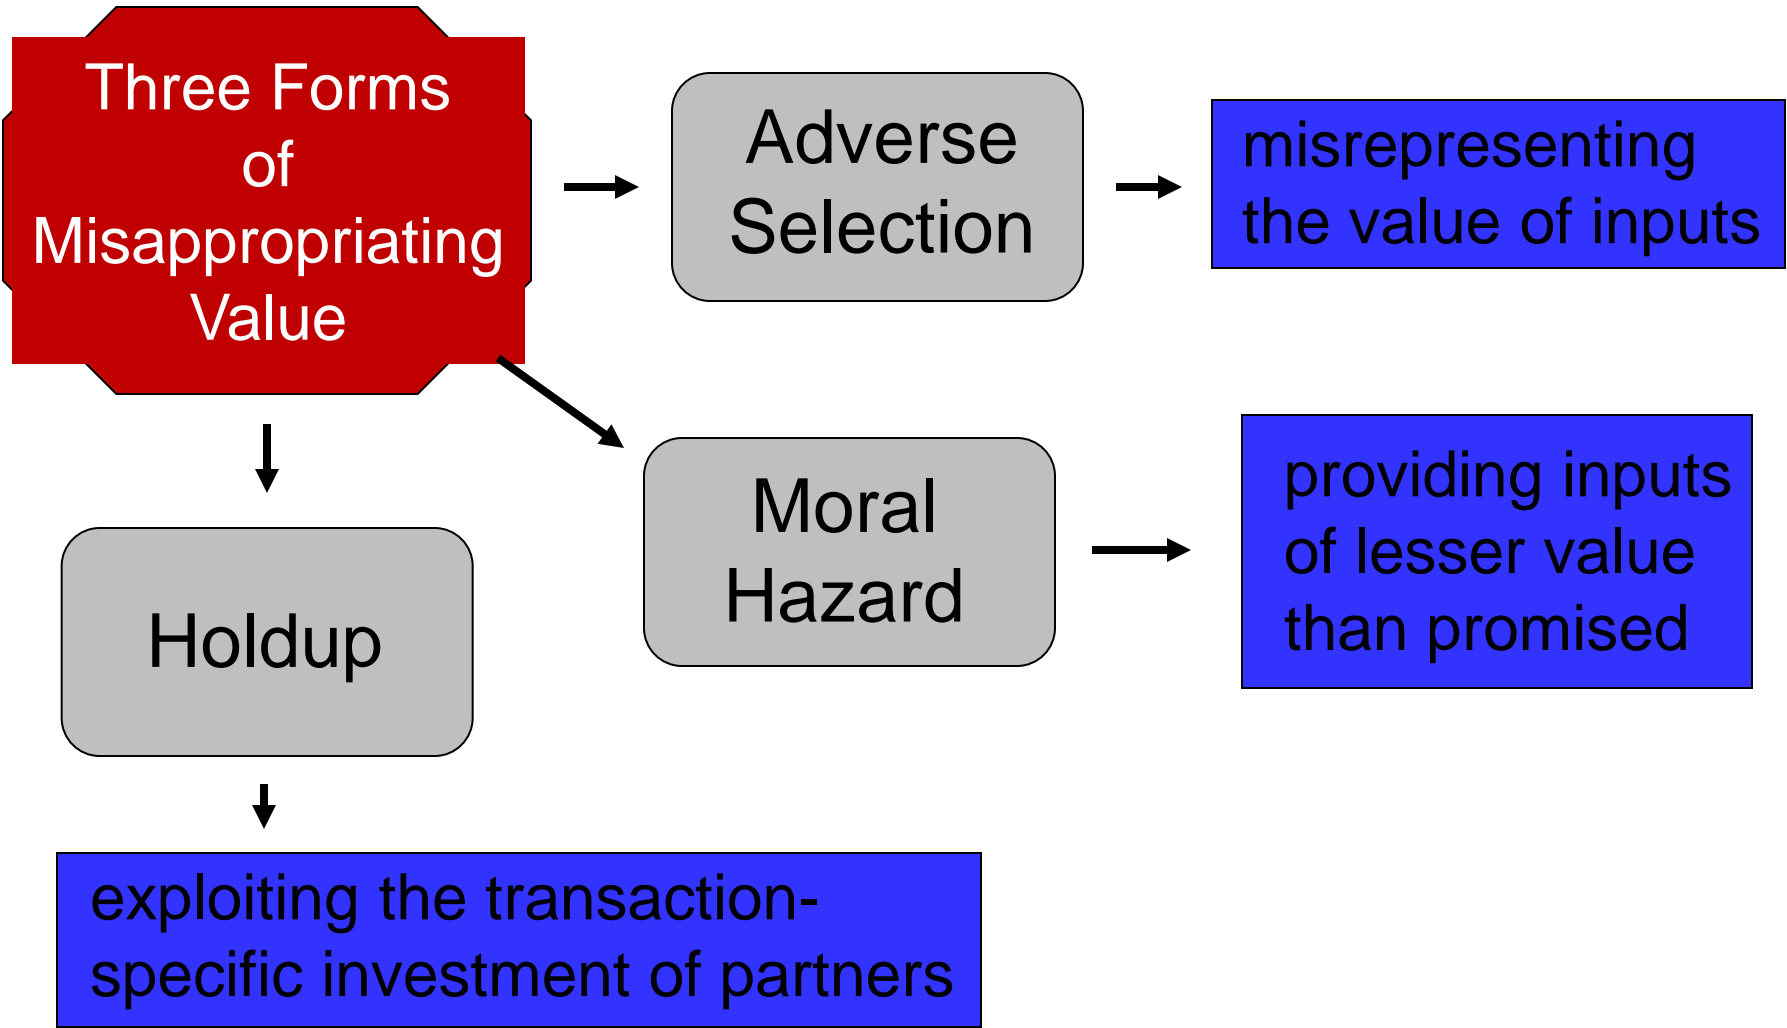 Three Forms
of
Misappropriating
Value
Adverse
Selection
misrepresenting
the value of inputs
Moral
Hazard
providing inputs
of lesser value
than promised
Holdup
exploiting the transaction-
specific investment of partners